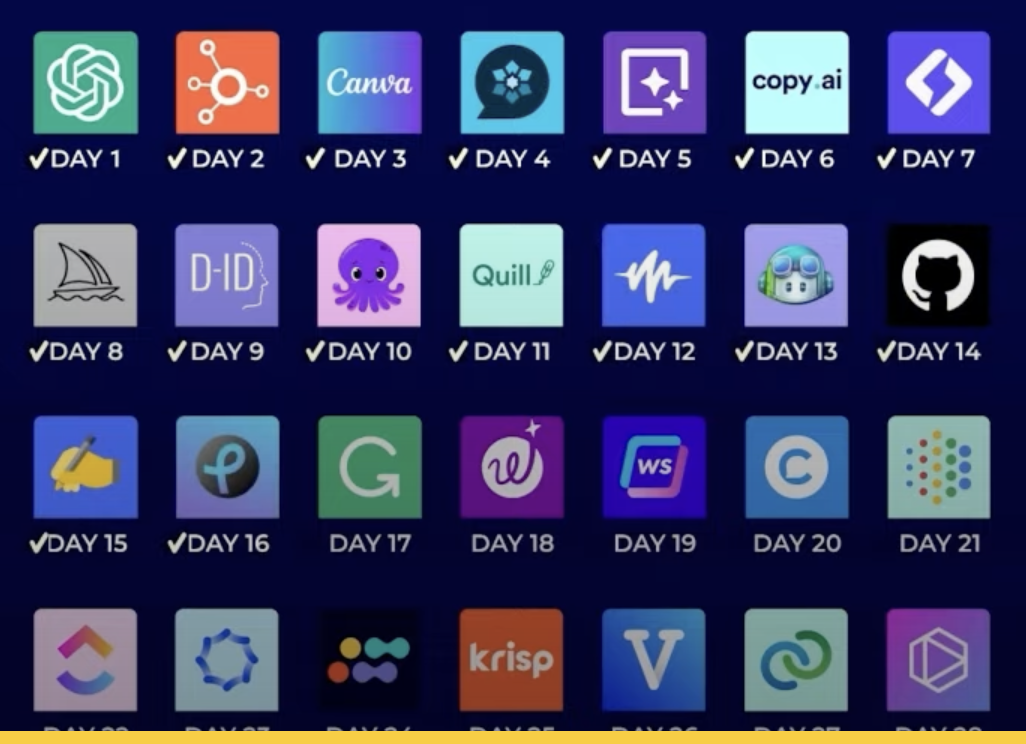 Canva copy.ai
✔DAY 1 ✔DAY 2 ✔DAY 3 ✔DAY 4 ✔DAY 5 ✔DAY 6 ✔DAY 7
D-ID Quill
✔DAY 8 ✔DAY 9 ✔DAY 10 ✔DAY 11 ✔DAY 12 ✔DAY 13 ✔DAY 14
G w ws C
✔DAY 15 ✔DAY 16 DAY 17 DAY 18 DAY 19 DAY 20 DAY 21
krisp V